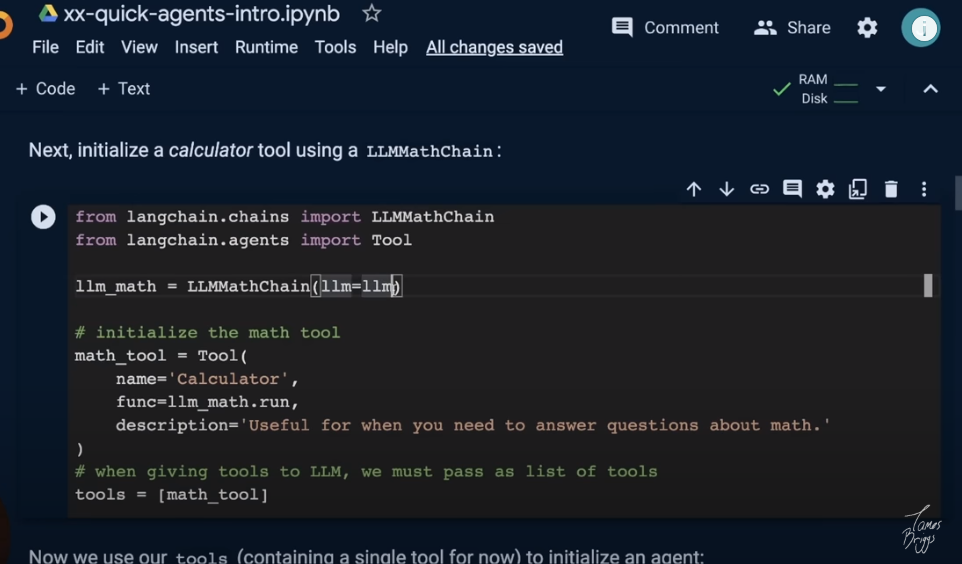 xx-quick-agents-intro.ipynb
Comment
Share
File Edit View Insert Runtime Tools Help All changes saved
+ Code + Text
RAM
Disk
Next, initialize a calculator tool using a LLMMathChain:
from langchain.chains import LLMMathChain
from langchain.agents import Tool
llm_math = LLMMathChain(llm=llm)
# initialize the math tool
math_tool = Tool(
name='Calculator',
func=llm_math.run,
description='Useful for when you need to answer questions about math.'
)
# when giving tools to LLM, we must pass as list of tools
tools = [math_tool]
James
Briggs
Now we use our tools (containing a single tool for now) to initialize an agent: